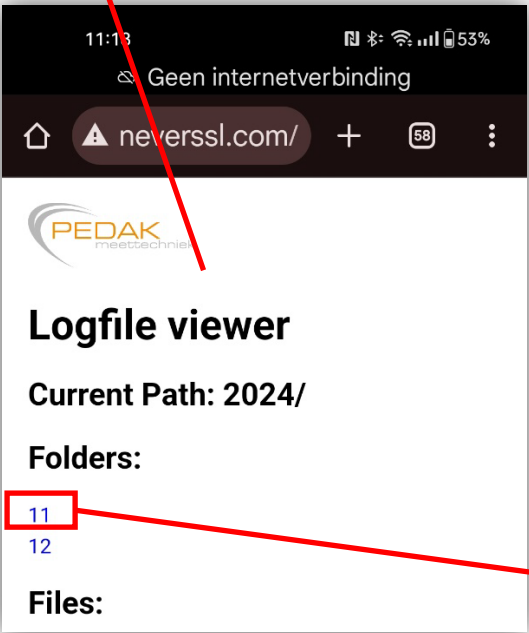 11:13 53%
Geen internetverbinding
neverssl.com/ 58
PEDAK
meettechniek
Logfile viewer
Current Path: 2024/
Folders:
11
12
Files: